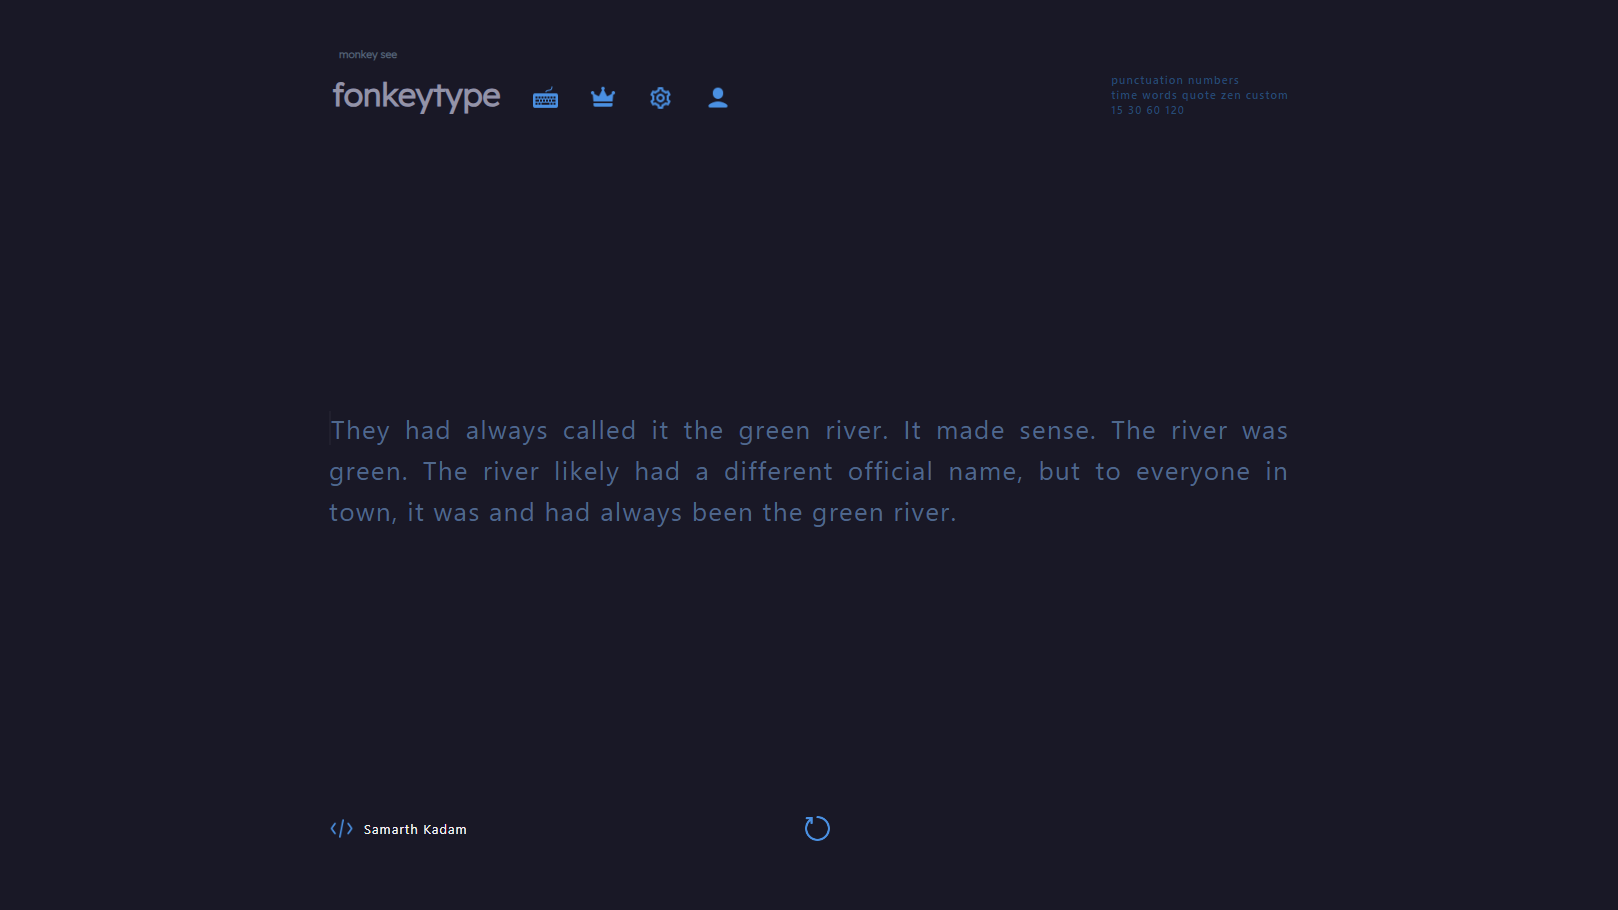 monkey see
fonkeytype
punctuation numbers
time words quote zen custom
15 30 60 120
They had always called it the green river. It made sense. The river was
green. The river likely had a different official name, but to everyone in
town, it was and had always been the green river.
</> Samarth Kadam